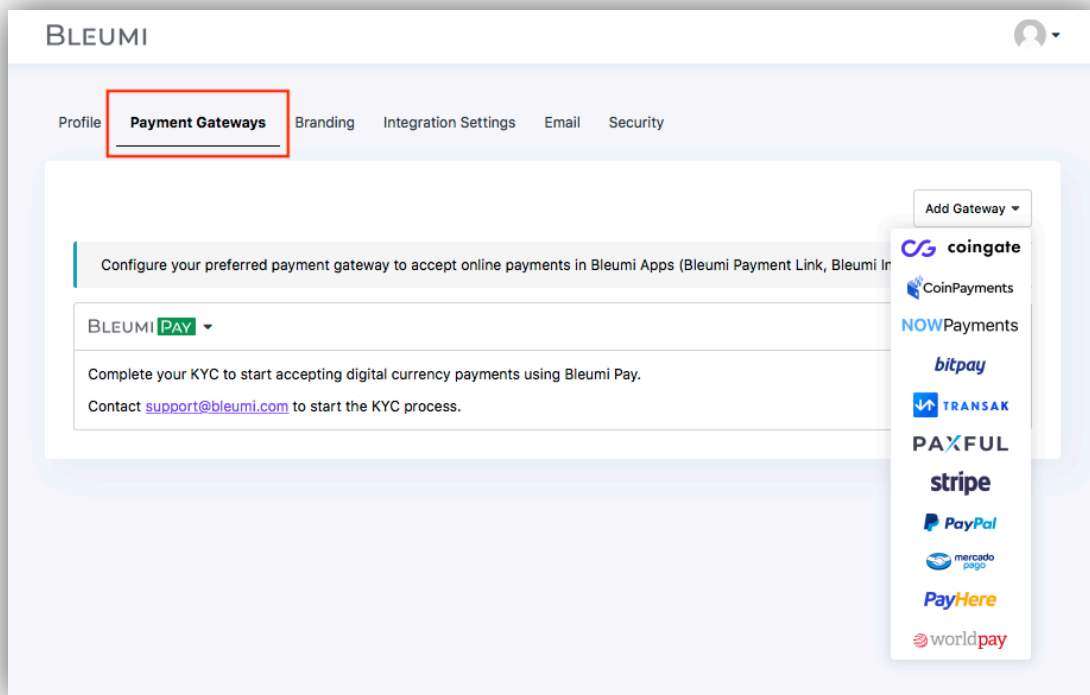 BLEUMI
Profile Payment Gateways Branding Integration Settings Email Security
Add Gateway
Configure your preferred payment gateway to accept online payments in Bleumi Apps (Bleumi Payment Link, Bleumi In
BLEUMI PAY
Complete your KYC to start accepting digital currency payments using Bleumi Pay.
Contact support@bleumi.com to start the KYC process.
CG coingate
CoinPayments
NOWPayments
bitpay
TRANSAK
PAXFUL
stripe
PayPal
mercado
pago
PayHere
worldpay